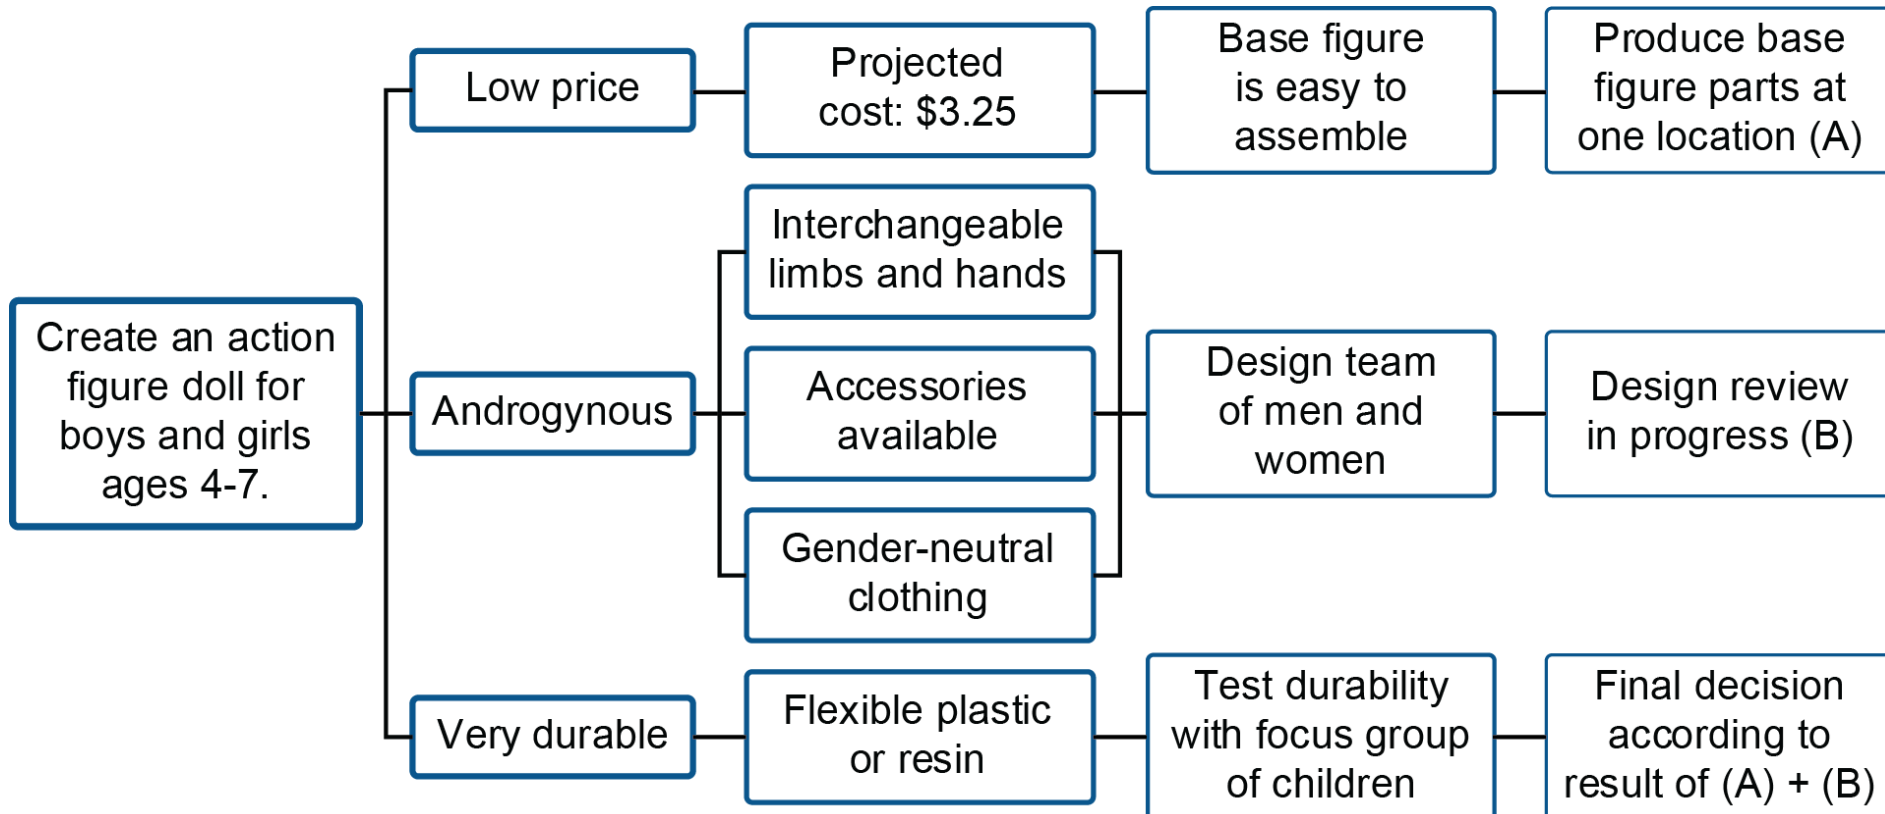 Create an action
figure doll for
boys and girls
ages 4-7.
Low price
Projected
cost: $3.25
Base figure
is easy to
assemble
Produce base
figure parts at
one location (A)
Androgynous
Interchangeable
limbs and hands
Accessories
available
Gender-neutral
clothing
Design team
of men and
women
Design review
in progress (B)
Very durable
Flexible plastic
or resin
Test durability
with focus group
of children
Final decision
according to
result of (A) + (B)